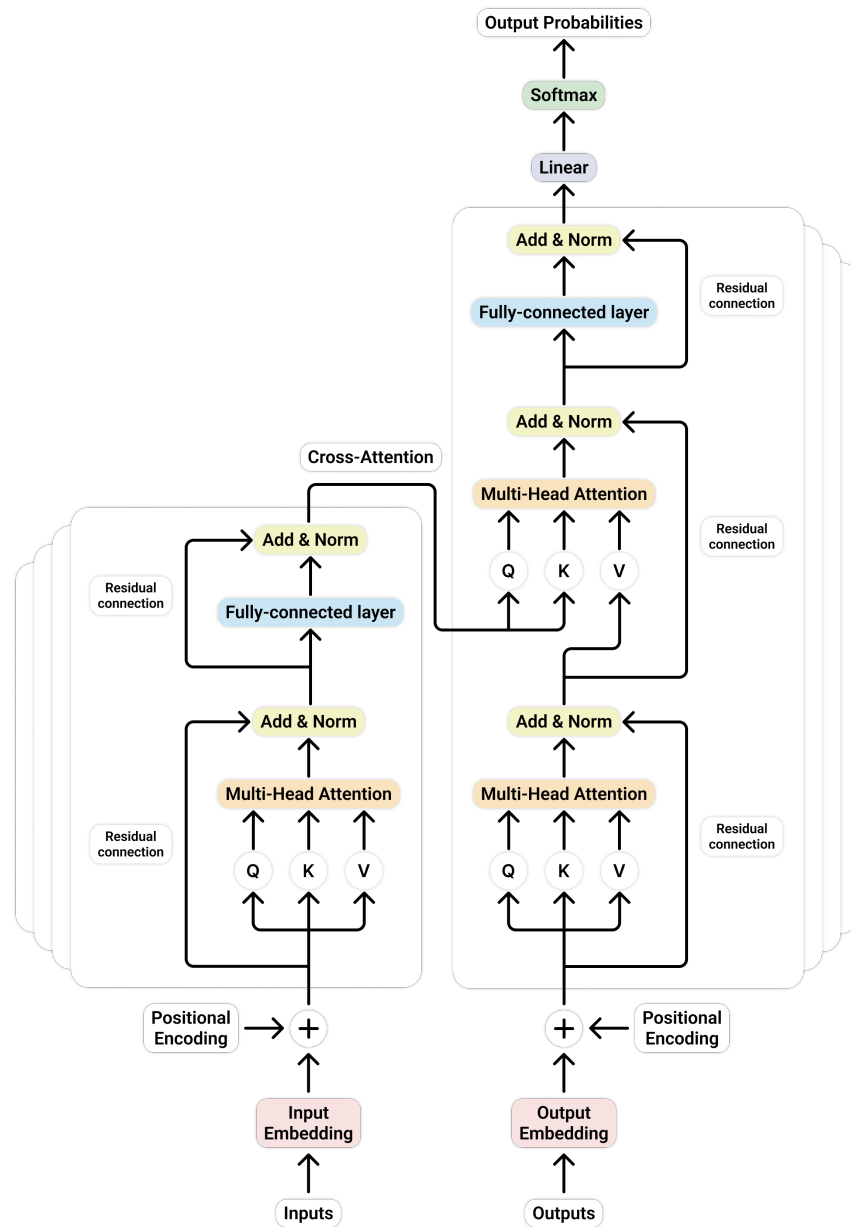 Output Probabilities
Softmax
Linear
Add & Norm
Residual
connection
Fully-connected layer
Add & Norm
Cross-Attention
Multi-Head Attention
Residual
connection
Q
K
V
Add & Norm
Residual
connection
Fully-connected layer
Add & Norm
Add & Norm
Multi-Head Attention
Multi-Head Attention
Residual
connection
Residual
connection
Q
K
V
Q
K
V
Positional
Encoding
+
+
Positional
Encoding
Input
Embedding
Output
Embedding
Inputs
Outputs